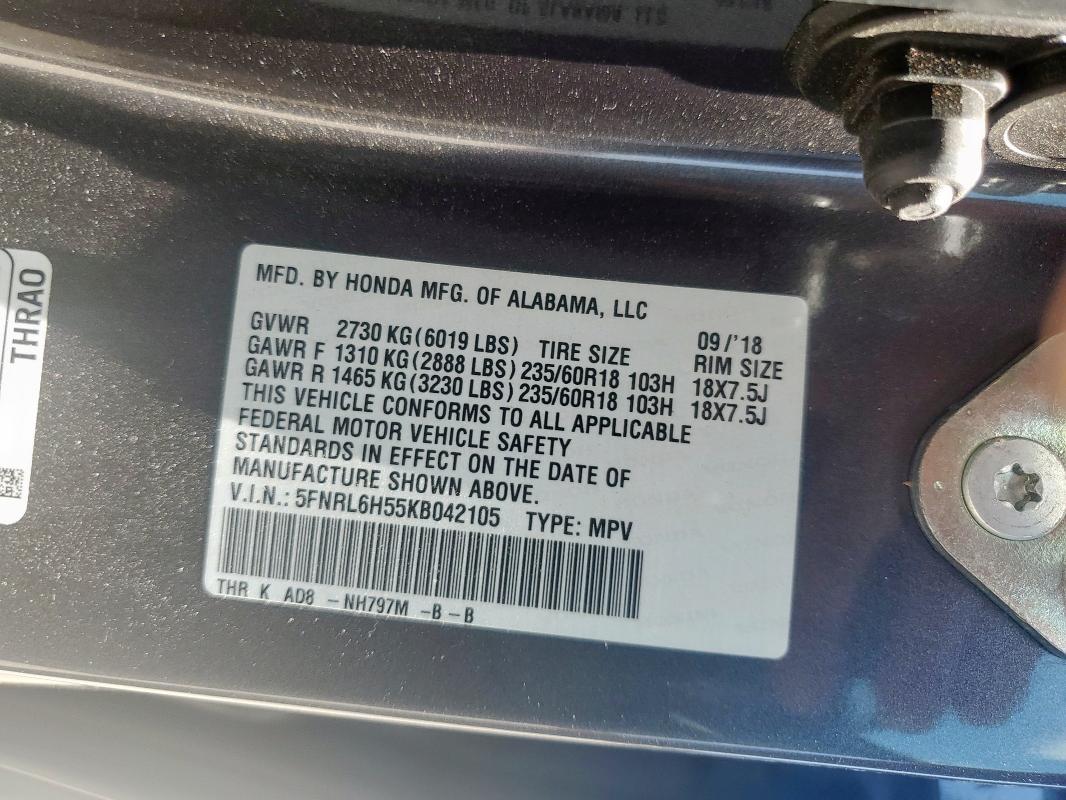 MFD. BY HONDA MFG. OF ALABAMA, LLC
09/'18
GVWR 2730 KG(6019 LBS) TIRE SIZE RIM SIZE
GAWR F 1310 KG(2888 LBS) 235/60R18 103H 18X7.5J
GAWR R 1465 KG(3230 LBS) 235/60R18 103H 18X7.5J
THIS VEHICLE CONFORMS TO ALL APPLICABLE
FEDERAL MOTOR VEHICLE SAFETY
STANDARDS IN EFFECT ON THE DATE OF
MANUFACTURE SHOWN ABOVE.
V.I.N.: 5FNRL6H55KB042105 TYPE: MPV
THR K AD8 -NH797M -B-B
THRA0